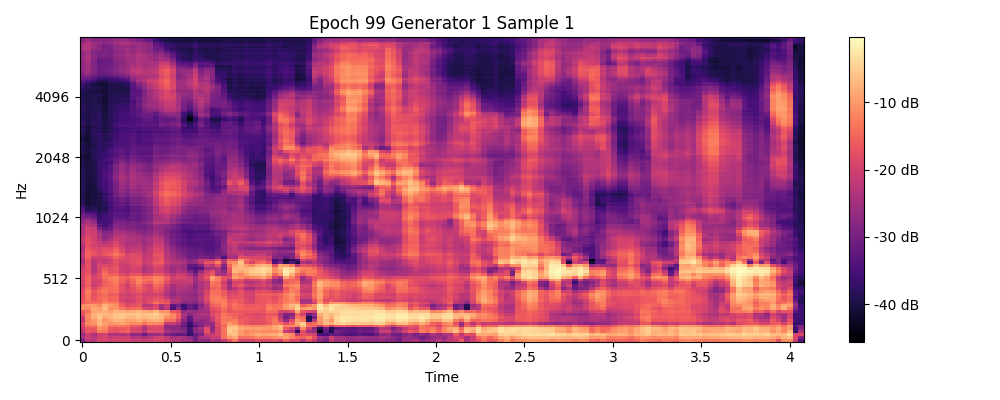 Epoch 99 Generator 1 Sample 1
Hz
4096
2048
1024
512
0
0 0.5 1 1.5 2 2.5 3 3.5 4
Time
-10 dB
-20 dB
-30 dB
-40 dB